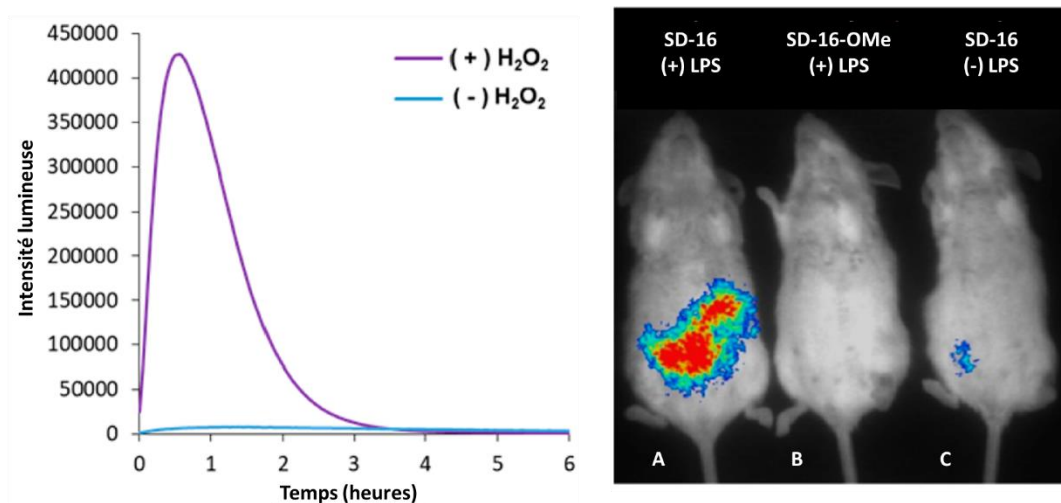 Intensité lumineuse
450000
400000
350000
300000
250000
200000
150000
100000
50000
0
( + ) H₂O₂
( - ) H₂O₂
0 1 2 3 4 5 6
Temps (heures)
SD-16
(+) LPS
SD-16-OMe
(+) LPS
SD-16
(-) LPS
A B C